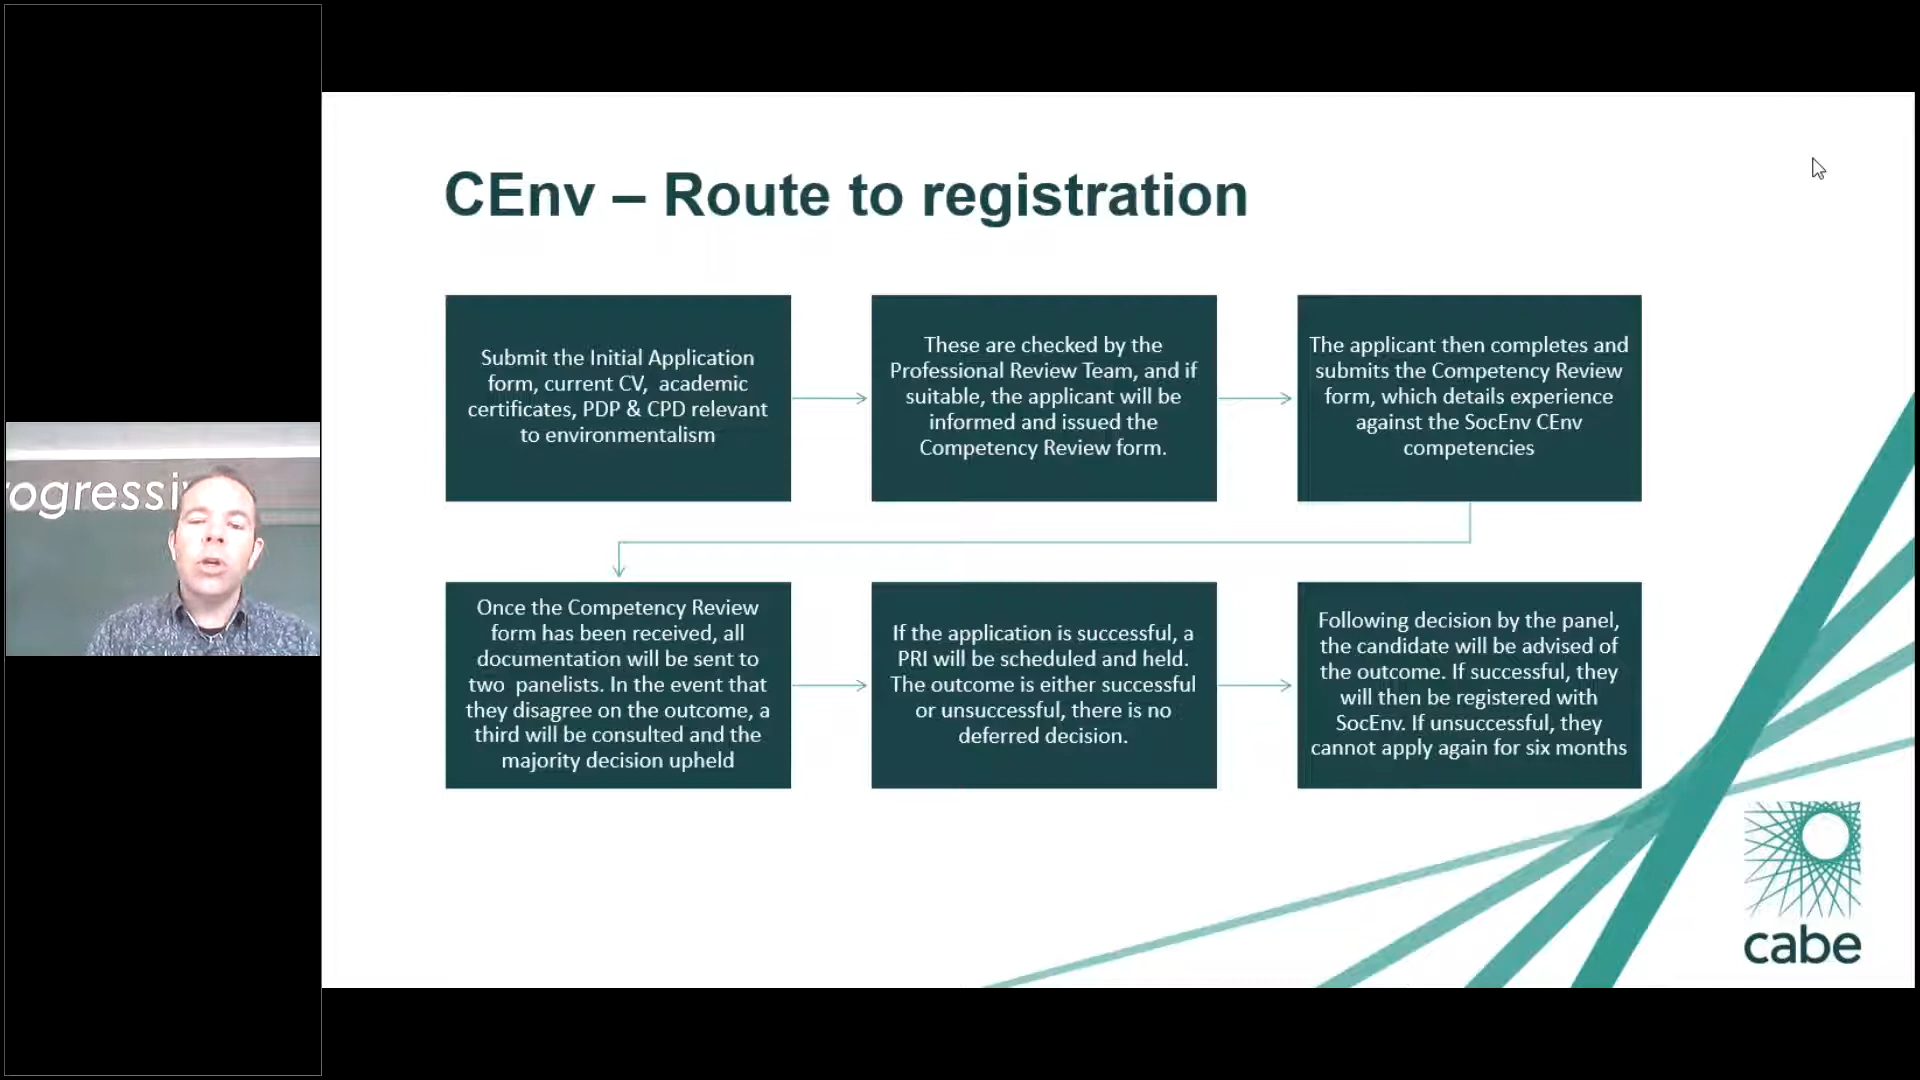 CEnv – Route to registration
Submit the Initial Application
form, current CV, academic
certificates, PDP & CPD relevant
to environmentalism
These are checked by the
Professional Review Team, and if
suitable, the applicant will be
informed and issued the
Competency Review form.
The applicant then completes and
submits the Competency Review
form, which details experience
against the SocEnv CEnv
competencies
Once the Competency Review
form has been received, all
documentation will be sent to
two panelists. In the event that
they disagree on the outcome, a
third will be consulted and the
majority decision upheld
If the application is successful, a
PRI will be scheduled and held.
The outcome is either successful
or unsuccessful, there is no
deferred decision.
Following decision by the panel,
the candidate will be advised of
the outcome. If successful, they
will then be registered with
SocEnv. If unsuccessful, they
cannot apply again for six months
ogressi
cabe